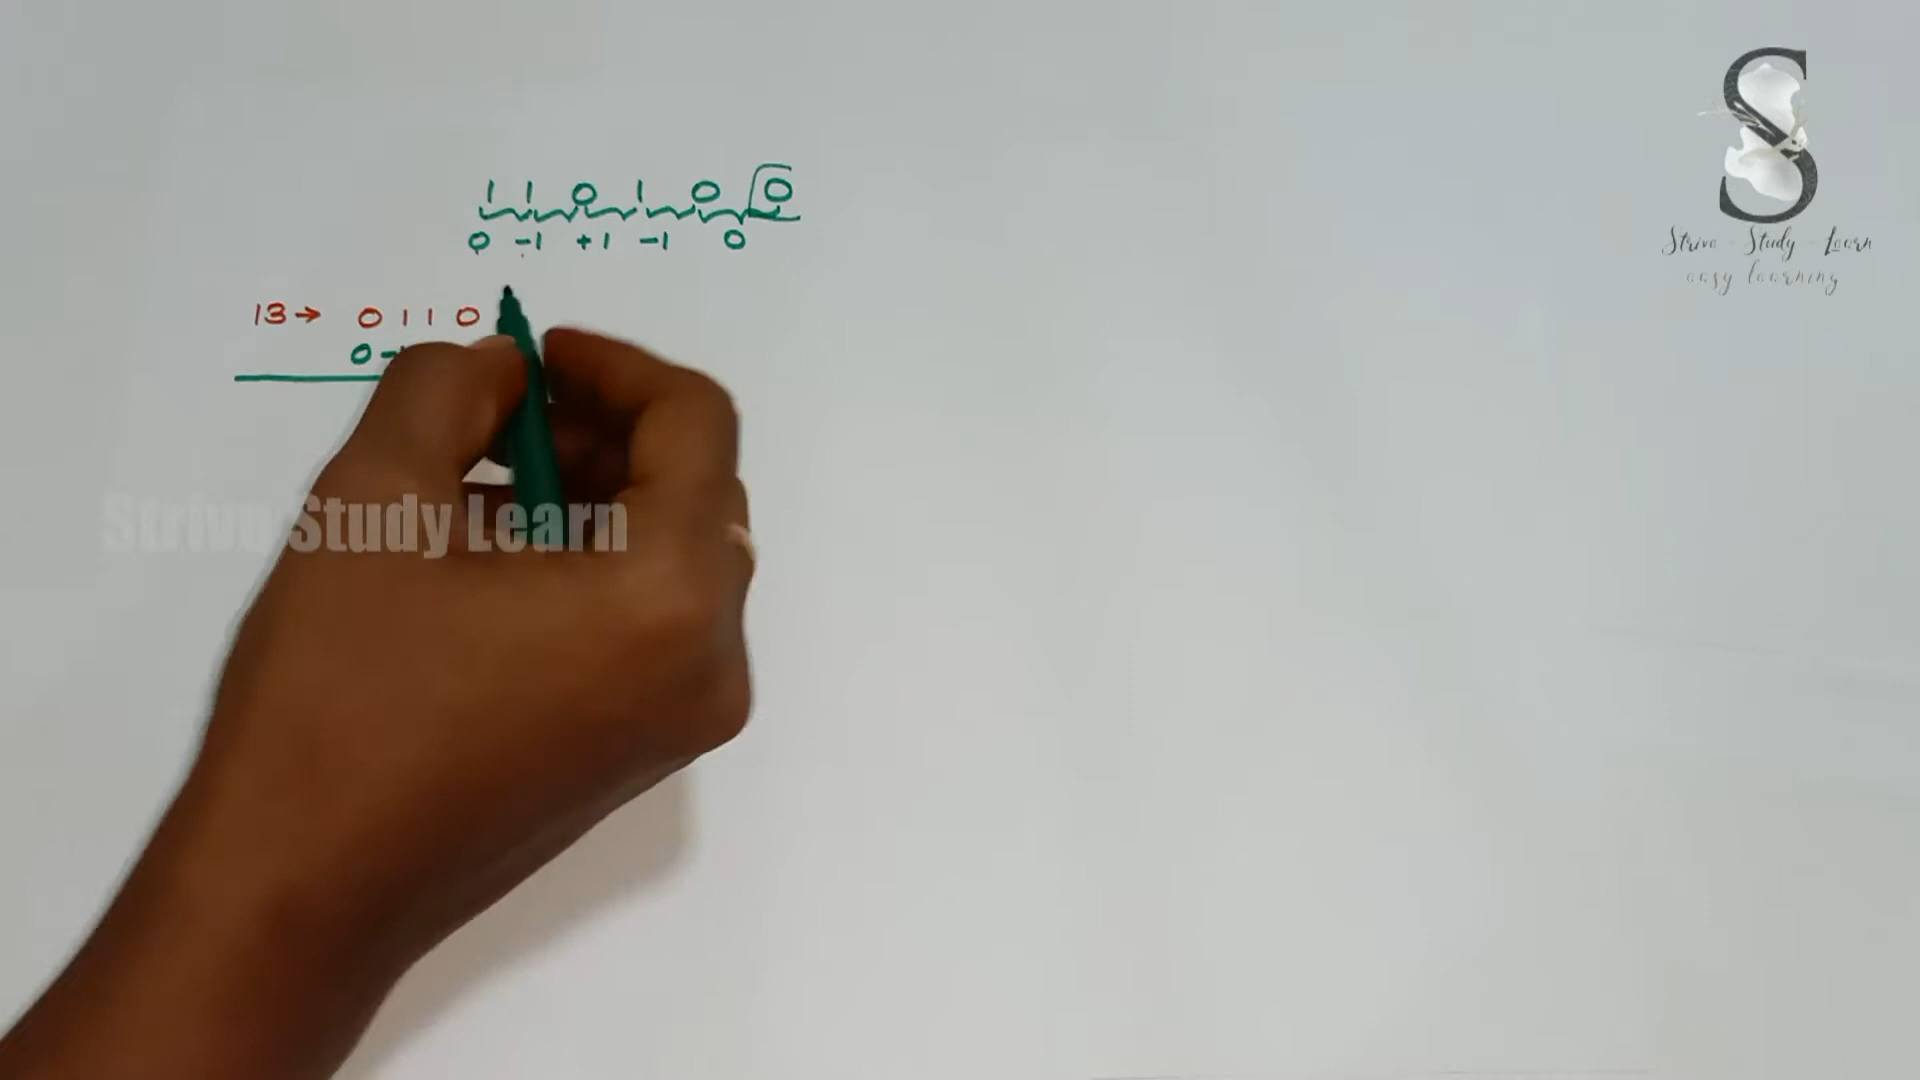 1 1 0 1 0 0
0 -1 +1 -1 0
13→ 0 1 1 0
0 -
Strive Study Learn
S
Strive - Study - Learn
easy learning